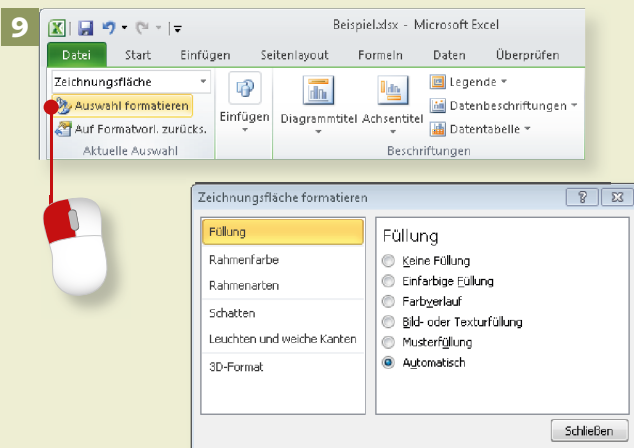 9
Beispiel.xlsx - Microsoft Excel
Datei Start Einfügen Seitenlayout Formeln Daten Überprüfen
Zeichnungsfläche
Auswahl formatieren
Auf Formatvorl. zurücks.
Aktuelle Auswahl
Einfügen
Diagrammtitel Achsentitel
Legende
Datenbeschriftungen
Datentabelle
Beschriftungen
Zeichnungsfläche formatieren
Füllung
Rahmenfarbe
Rahmenarten
Schatten
Leuchten und weiche Kanten
3D-Format
Füllung
Keine Füllung
Einfarbige Füllung
Farbverlauf
Bild- oder Texturfüllung
Musterfüllung
Automatisch
Schließen